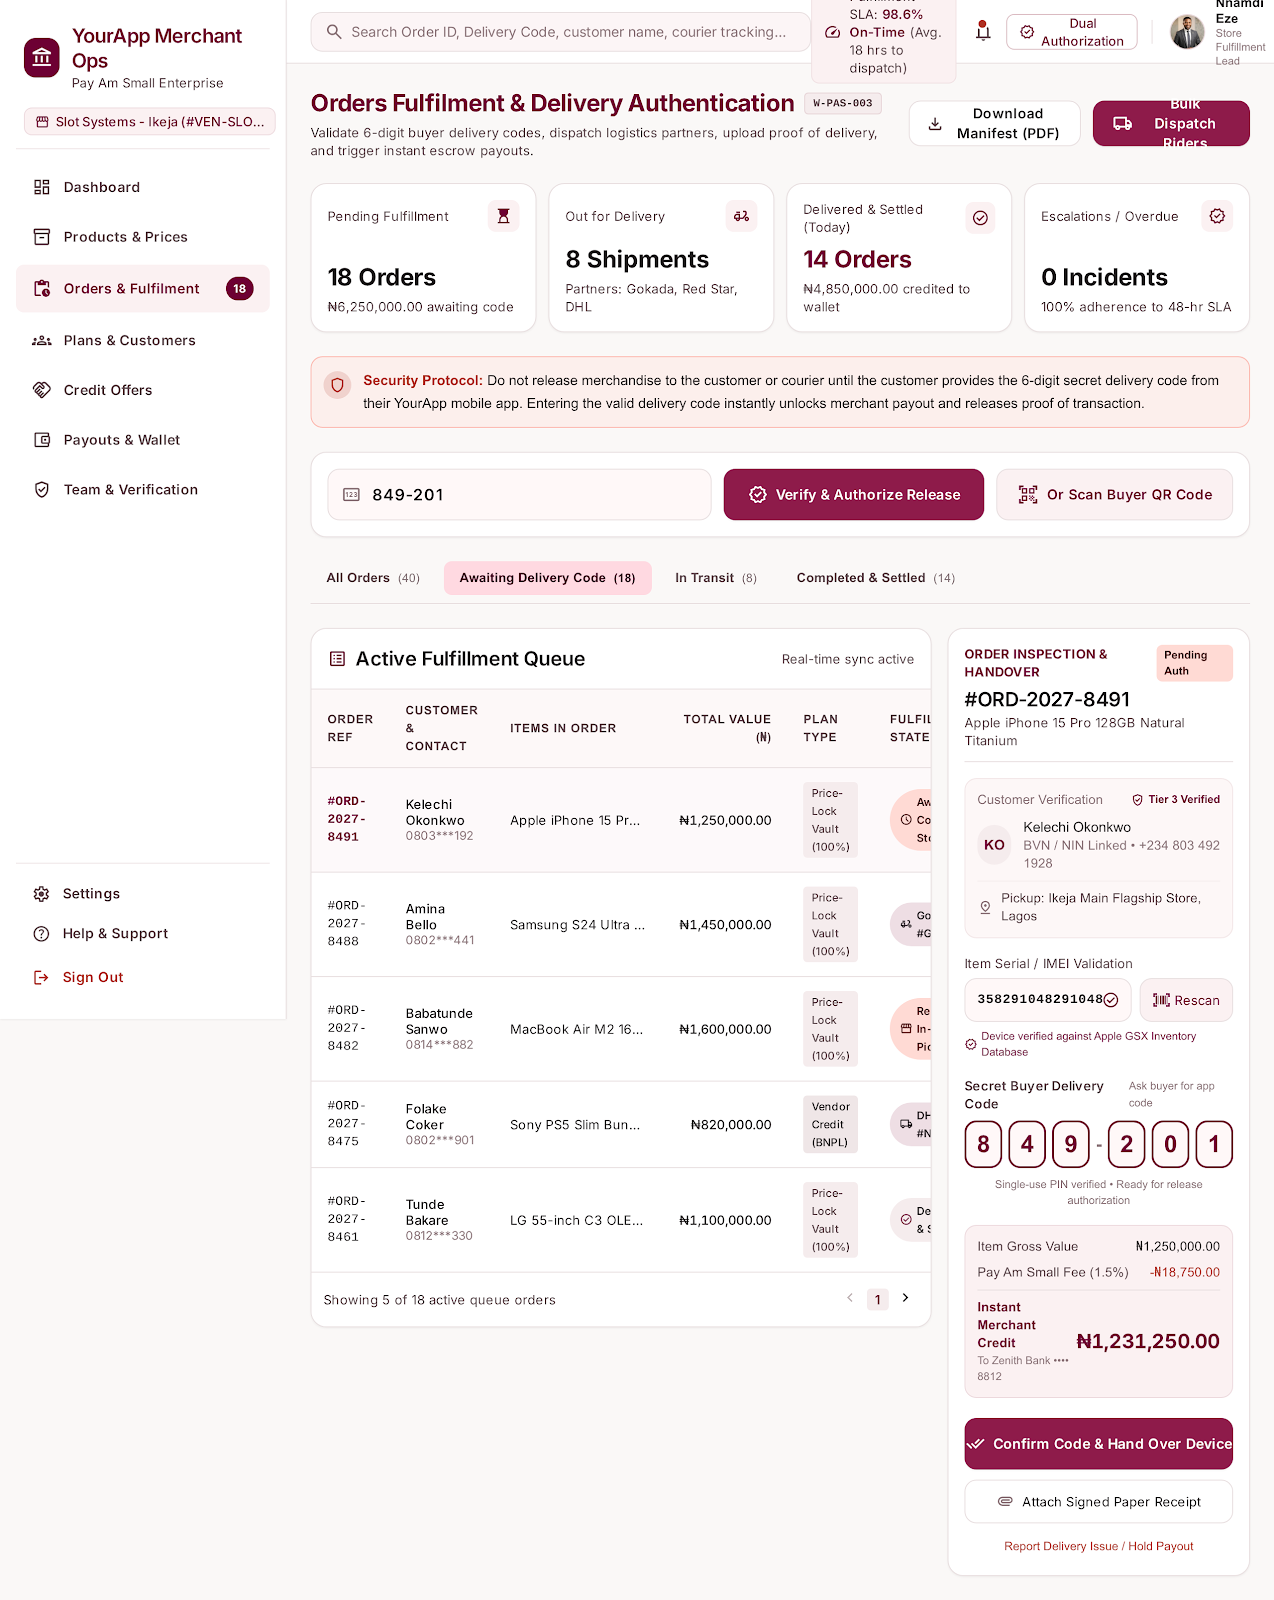 YourApp Merchant
Ops
Pay Am Small Enterprise
Slot Systems - Ikeja (#VEN-SLO...
Dashboard
Products & Prices
Orders & Fulfilment 18
Plans & Customers
Credit Offers
Payouts & Wallet
Team & Verification
Settings
Help & Support
Sign Out
Search Order ID, Delivery Code, customer name, courier tracking...
SLA: 98.6%
On-Time (Avg.
18 hrs to
dispatch)
Dual
Authorization
Nnamdi
Eze
Store
Fulfillment
Lead
Orders Fulfilment & Delivery Authentication W-PAS-003
Validate 6-digit buyer delivery codes, dispatch logistics partners, upload proof of delivery,
and trigger instant escrow payouts.
Download
Manifest (PDF)
Bulk
Dispatch
Riders
Pending Fulfillment
18 Orders
₦6,250,000.00 awaiting code
Out for Delivery
8 Shipments
Partners: Gokada, Red Star,
DHL
Delivered & Settled
(Today)
14 Orders
₦4,850,000.00 credited to
wallet
Escalations / Overdue
0 Incidents
100% adherence to 48-hr SLA
Security Protocol: Do not release merchandise to the customer or courier until the customer provides the 6-digit secret delivery code from
their YourApp mobile app. Entering the valid delivery code instantly unlocks merchant payout and releases proof of transaction.
123 849-201
Verify & Authorize Release
Or Scan Buyer QR Code
All Orders (40)
Awaiting Delivery Code (18)
In Transit (8)
Completed & Settled (14)
Active Fulfillment Queue
Real-time sync active
ORDER
REF
CUSTOMER
&
CONTACT
ITEMS IN ORDER
TOTAL VALUE
(₦)
PLAN
TYPE
FULFIL
STATE
#ORD-
2027-
8491
Kelechi
Okonkwo
0803***192
Apple iPhone 15 Pr...
₦1,250,000.00
Price-
Lock
Vault
(100%)
Aw
Co
Sto
#ORD-
2027-
8488
Amina
Bello
0802***441
Samsung S24 Ultra ...
₦1,450,000.00
Price-
Lock
Vault
(100%)
Go
#G
#ORD-
2027-
8482
Babatunde
Sanwo
0814***882
MacBook Air M2 16...
₦1,600,000.00
Price-
Lock
Vault
(100%)
Re
In-
Pic
#ORD-
2027-
8475
Folake
Coker
0802***901
Sony PS5 Slim Bun...
₦820,000.00
Vendor
Credit
(BNPL)
DH
#N
#ORD-
2027-
8461
Tunde
Bakare
0812***330
LG 55-inch C3 OLE...
₦1,100,000.00
Price-
Lock
Vault
(100%)
De
& S
Showing 5 of 18 active queue orders
1
ORDER INSPECTION &
HANDOVER
Pending
Auth
#ORD-2027-8491
Apple iPhone 15 Pro 128GB Natural
Titanium
Customer Verification
Tier 3 Verified
KO
Kelechi Okonkwo
BVN / NIN Linked • +234 803 492
1928
Pickup: Ikeja Main Flagship Store,
Lagos
Item Serial / IMEI Validation
358291048291048
Rescan
Device verified against Apple GSX Inventory
Database
Secret Buyer Delivery
Code
Ask buyer for app
code
8 4 9 - 2 0 1
Single-use PIN verified • Ready for release
authorization
Item Gross Value ₦1,250,000.00
Pay Am Small Fee (1.5%) -₦18,750.00
Instant
Merchant
Credit
To Zenith Bank ••••
8812
₦1,231,250.00
Confirm Code & Hand Over Device
Attach Signed Paper Receipt
Report Delivery Issue / Hold Payout